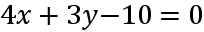 4x + 3y−10 = 0